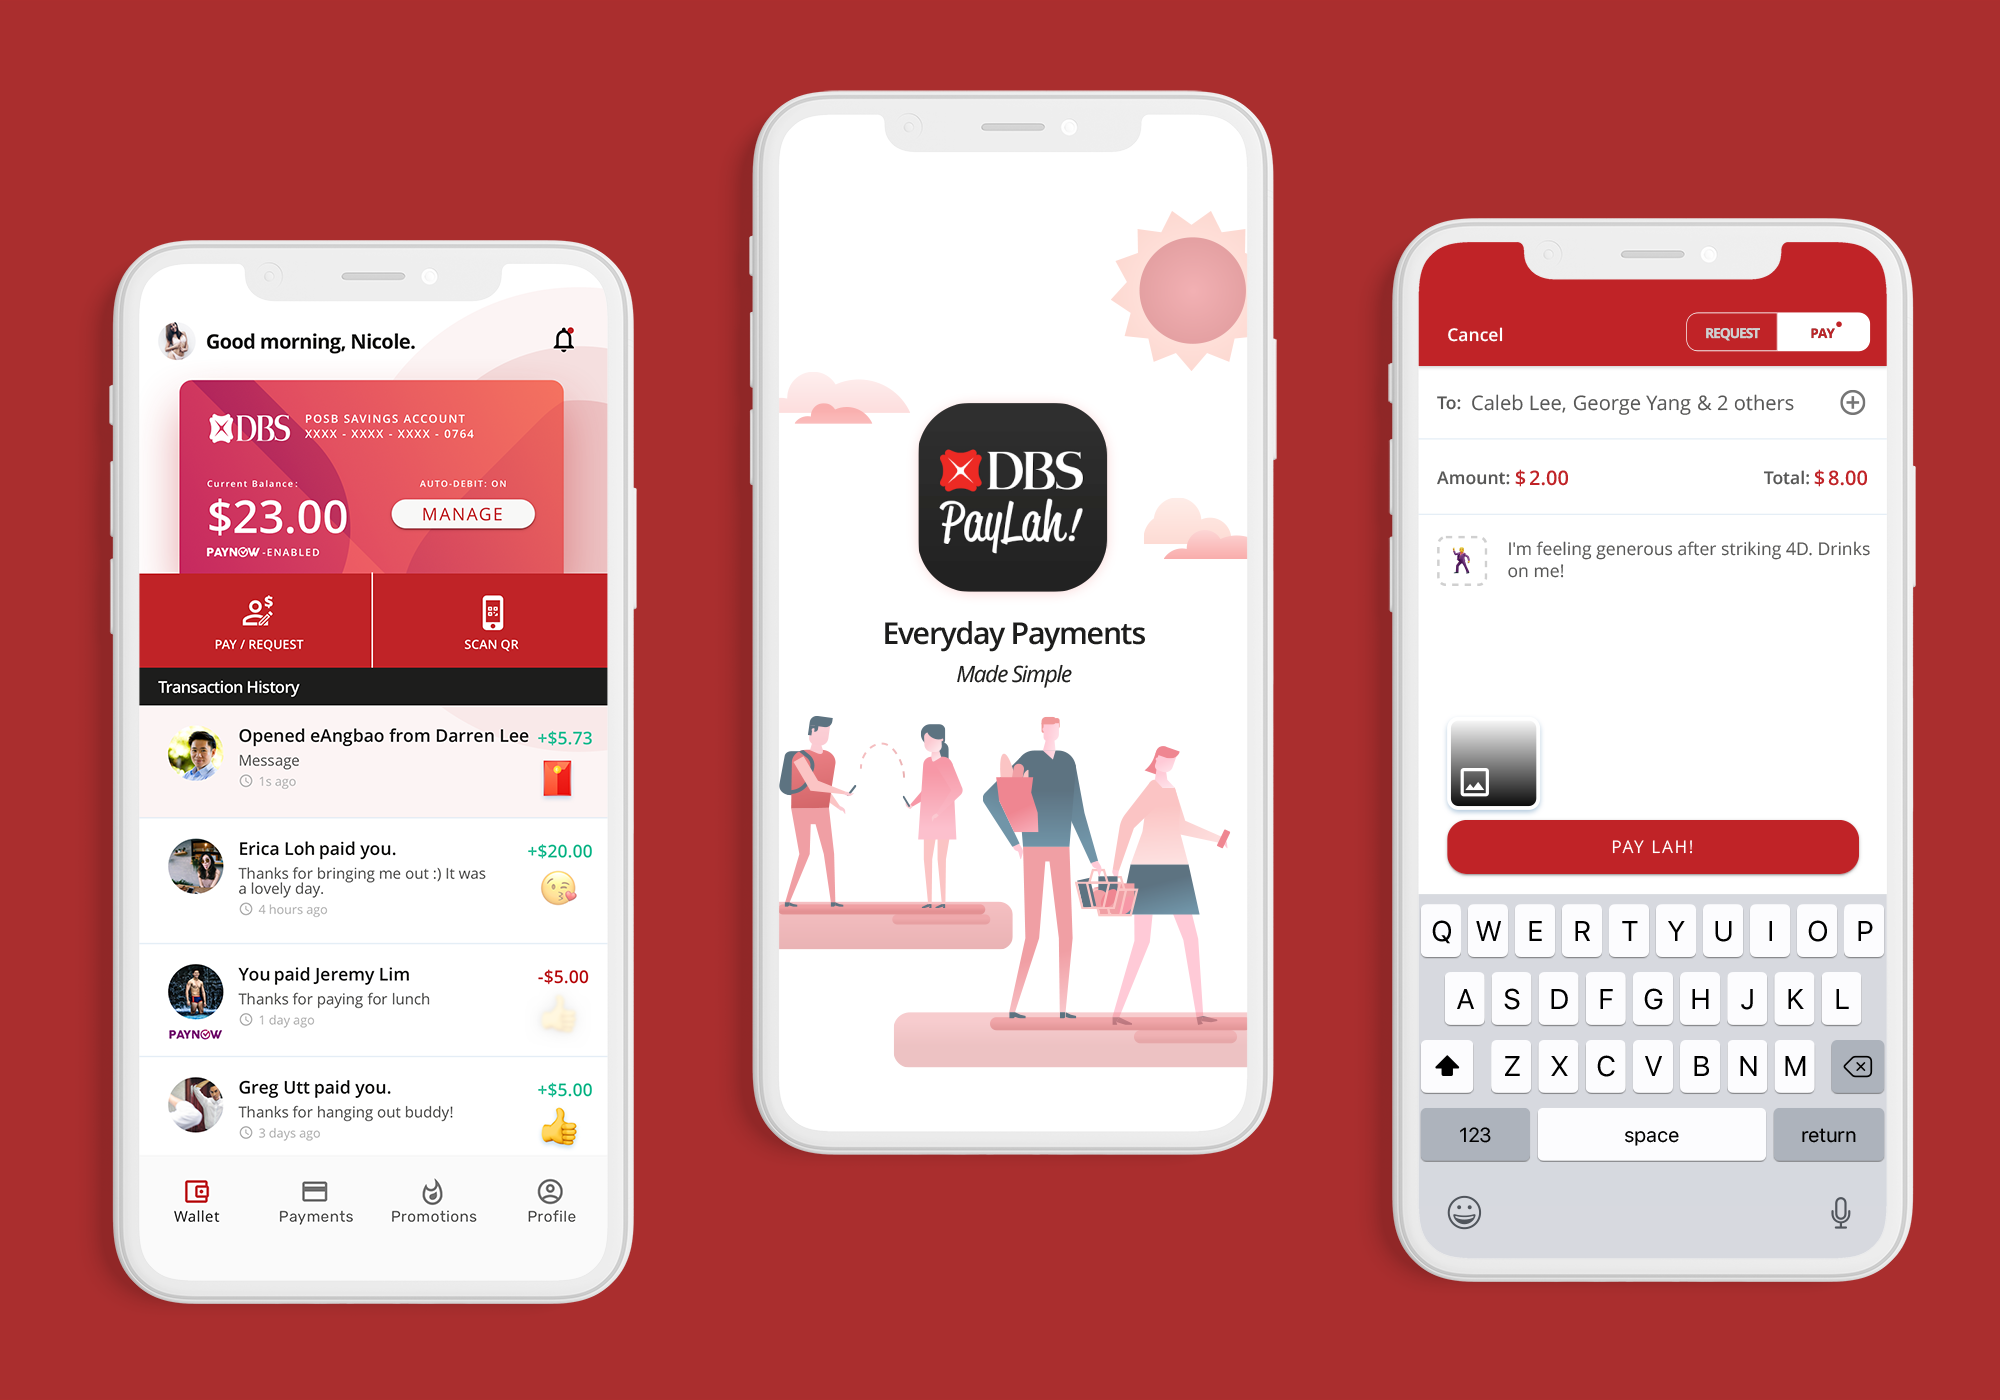 Good morning, Nicole.
DBS
POSB SAVINGS ACCOUNT
XXXX - XXXX - XXXX - 0764
Current Balance:
AUTO-DEBIT: ON
$23.00
MANAGE
PAYNOW -ENABLED
PAY / REQUEST
SCAN QR
Transaction History
Opened eAngbao from Darren Lee
+$5.73
Message
1s ago
Erica Loh paid you.
+$20.00
Thanks for bringing me out :) It was
a lovely day.
4 hours ago
You paid Jeremy Lim
-$5.00
Thanks for paying for lunch
1 day ago
PAYNOW
Greg Utt paid you.
+$5.00
Thanks for hanging out buddy!
3 days ago
Wallet
Payments
Promotions
Profile
DBS
PayLah!
Everyday Payments
Made Simple
Cancel
REQUEST
PAY
To: Caleb Lee, George Yang & 2 others
Amount: $2.00
Total: $8.00
I'm feeling generous after striking 4D. Drinks
on me!
PAY LAH!
Q W E R T Y U I O P
A S D F G H J K L
Z X C V B N M
123
space
return